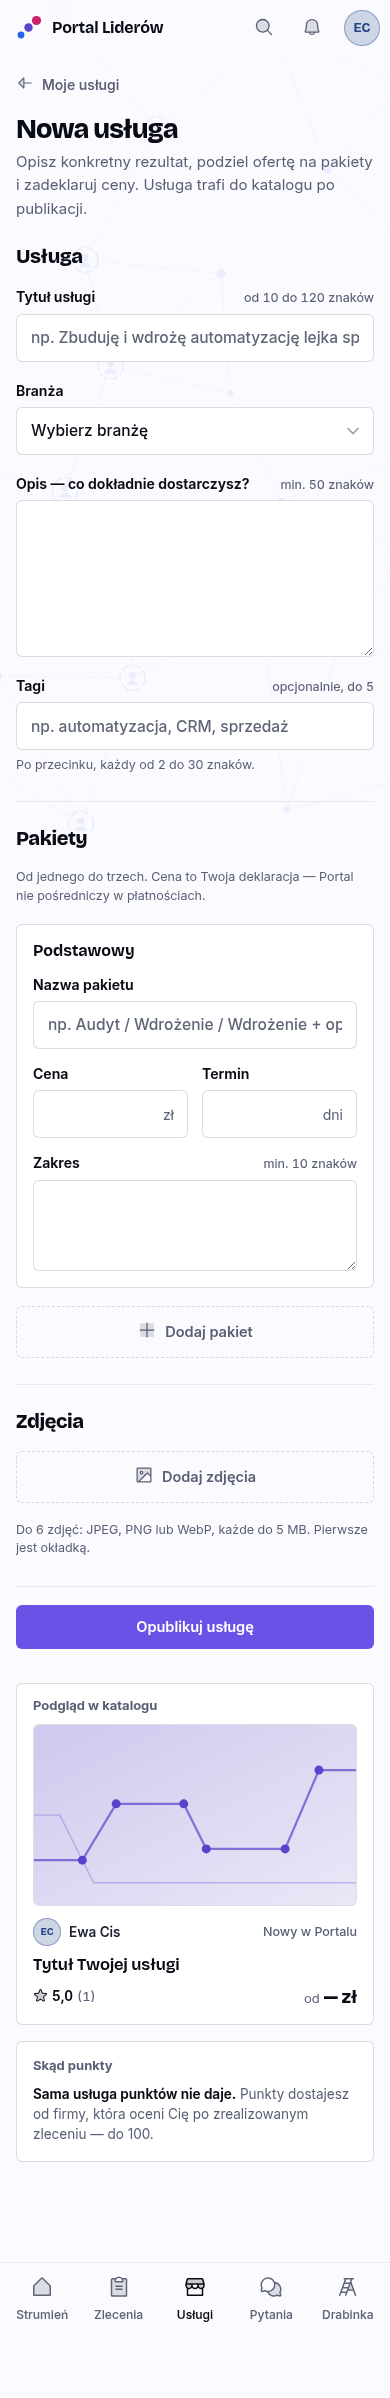 Portal Liderów
EC
Moje usługi
Nowa usługa
Opisz konkretny rezultat, podziel ofertę na pakiety
i zadeklaruj ceny. Usługa trafi do katalogu po
publikacji.
Usługa
Tytuł usługi od 10 do 120 znaków
np. Zbuduję i wdrożę automatyzację lejka sp
Branża
Wybierz branżę
Opis — co dokładnie dostarczysz? min. 50 znaków
Tagi opcjonalnie, do 5
np. automatyzacja, CRM, sprzedaż
Po przecinku, każdy od 2 do 30 znaków.
Pakiety
Od jednego do trzech. Cena to Twoja deklaracja — Portal
nie pośredniczy w płatnościach.
Podstawowy
Nazwa pakietu
np. Audyt / Wdrożenie / Wdrożenie + op
Cena Termin
zł dni
Zakres min. 10 znaków
Dodaj pakiet
Zdjęcia
Dodaj zdjęcia
Do 6 zdjęć: JPEG, PNG lub WebP, każde do 5 MB. Pierwsze
jest okładką.
Opublikuj usługę
Podgląd w katalogu
EC Ewa Cis Nowy w Portalu
Tytuł Twojej usługi
5,0 (1) od — zł
Skąd punkty
Sama usługa punktów nie daje. Punkty dostajesz
od firmy, która oceni Cię po zrealizowanym
zleceniu — do 100.
Strumień Zlecenia Usługi Pytania Drabinka